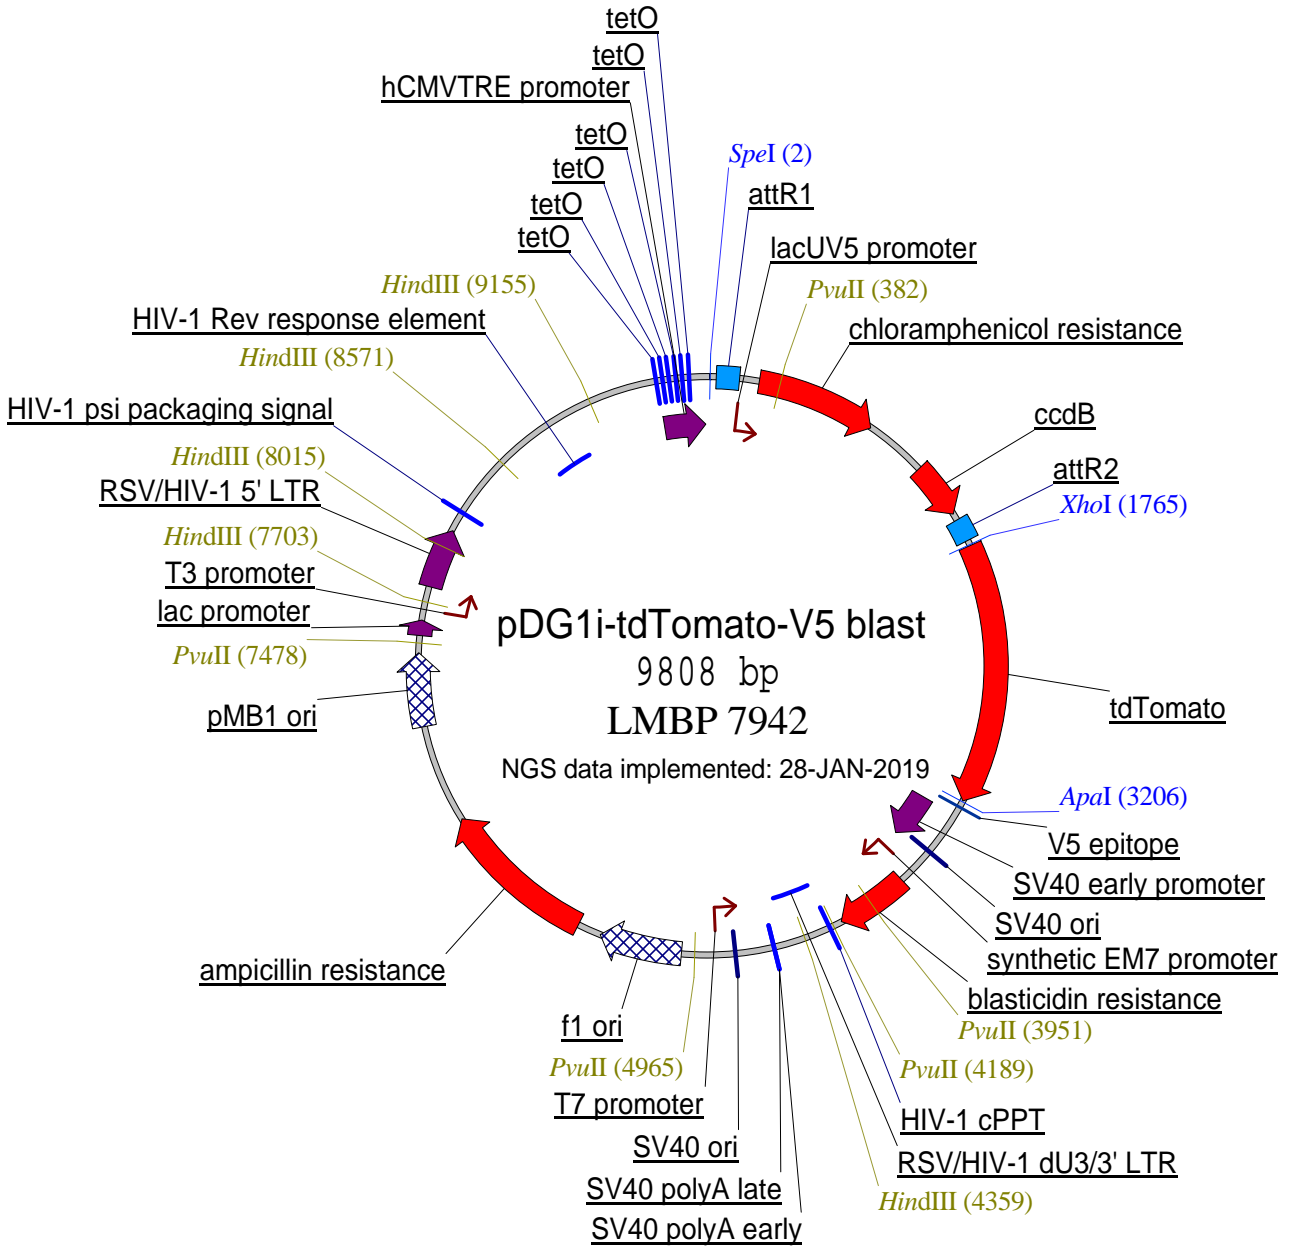 tetO
tetO
hCMVTRE promoter
tetO
tetO
tetO
tetO
SpeI (2)
attR1
lacUV5 promoter
PvuII (382)
chloramphenicol resistance
ccdB
attR2
XhoI (1765)
tdTomato
ApaI (3206)
V5 epitope
SV40 early promoter
SV40 ori
synthetic EM7 promoter
blasticidin resistance
PvuII (3951)
PvuII (4189)
HIV-1 cPPT
RSV/HIV-1 dU3/3' LTR
HindIII (4359)
SV40 polyA early
SV40 polyA late
SV40 ori
T7 promoter
PvuII (4965)
f1 ori
ampicillin resistance
pMB1 ori
PvuII (7478)
lac promoter
T3 promoter
HindIII (7703)
RSV/HIV-1 5' LTR
HindIII (8015)
HIV-1 psi packaging signal
HindIII (8571)
HIV-1 Rev response element
HindIII (9155)
pDG1i-tdTomato-V5 blast
9808 bp
LMBP 7942
NGS data implemented: 28-JAN-2019